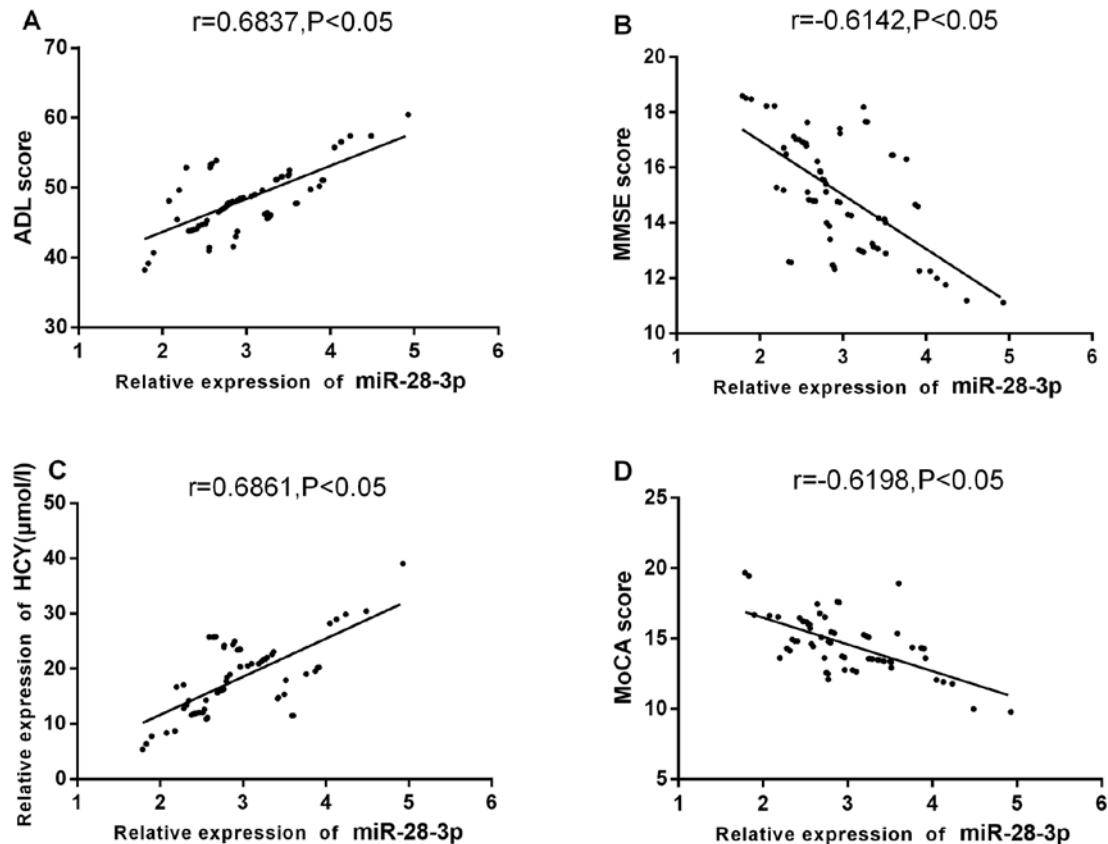 A
r=0.6837,P<0.05
70
60
50
40
30
ADL score
1 2 3 4 5 6
Relative expression of miR-28-3p
B
r=-0.6142,P<0.05
20
18
16
14
12
10
MMSE score
1 2 3 4 5 6
Relative expression of miR-28-3p
C
r=0.6861,P<0.05
50
40
30
20
10
0
Relative expression of HCY(μmol/l)
1 2 3 4 5 6
Relative expression of miR-28-3p
D
r=-0.6198,P<0.05
25
20
15
10
5
MoCA score
1 2 3 4 5 6
Relative expression of miR-28-3p